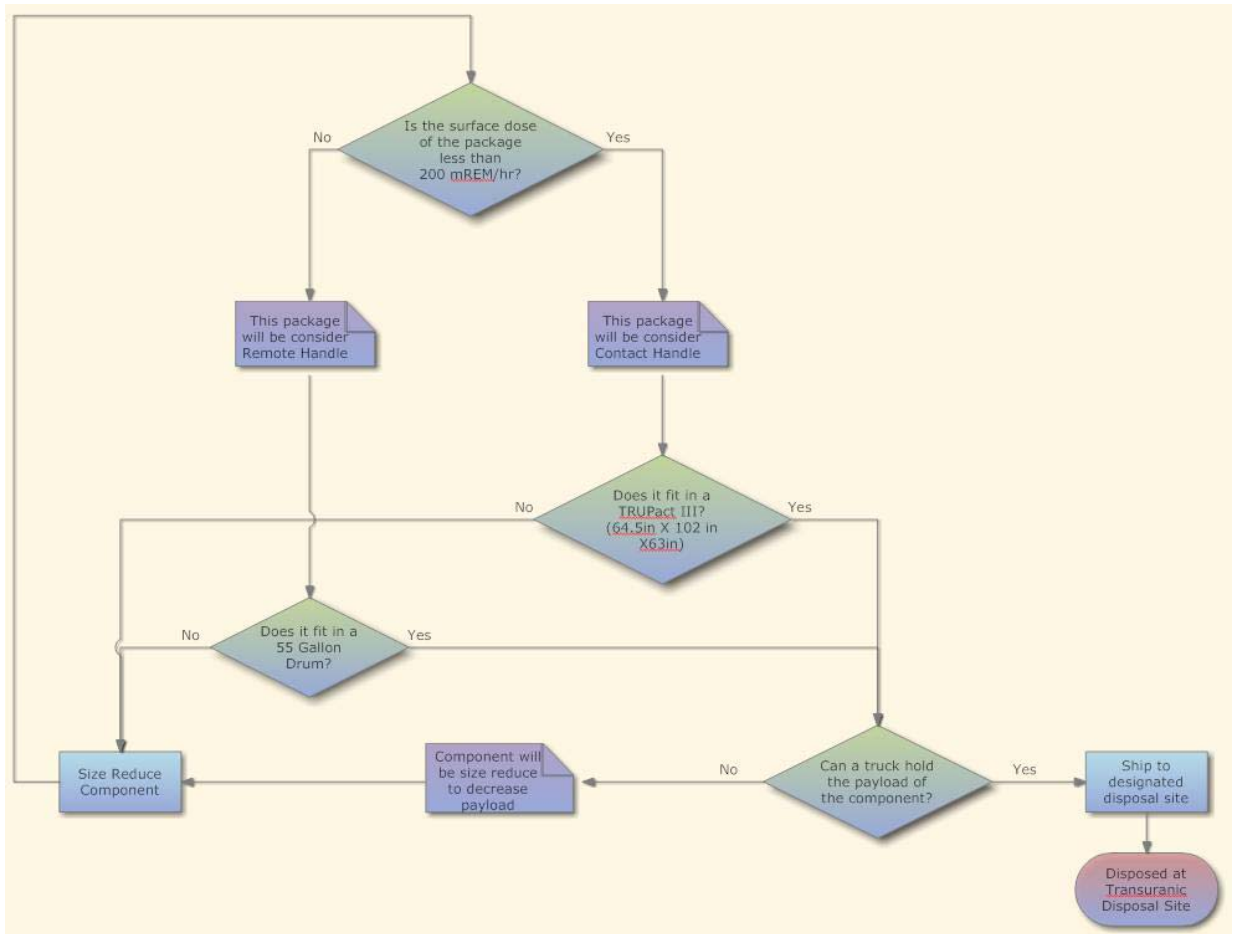 Is the surface dose
of the package
less than
200 mREM/hr?
No
Yes
This package
will be consider
Remote Handle
This package
will be consider
Contact Handle
Does it fit in a
TRUPact III?
(64.5in X 102 in
X63in)
No
Yes
Does it fit in a
55 Gallon
Drum?
No
Yes
Size Reduce
Component
Component will
be size reduce
to decrease
payload
No
Can a truck hold
the payload of
the component?
Yes
Ship to
designated
disposal site
Disposed at
Transuranic
Disposal Site